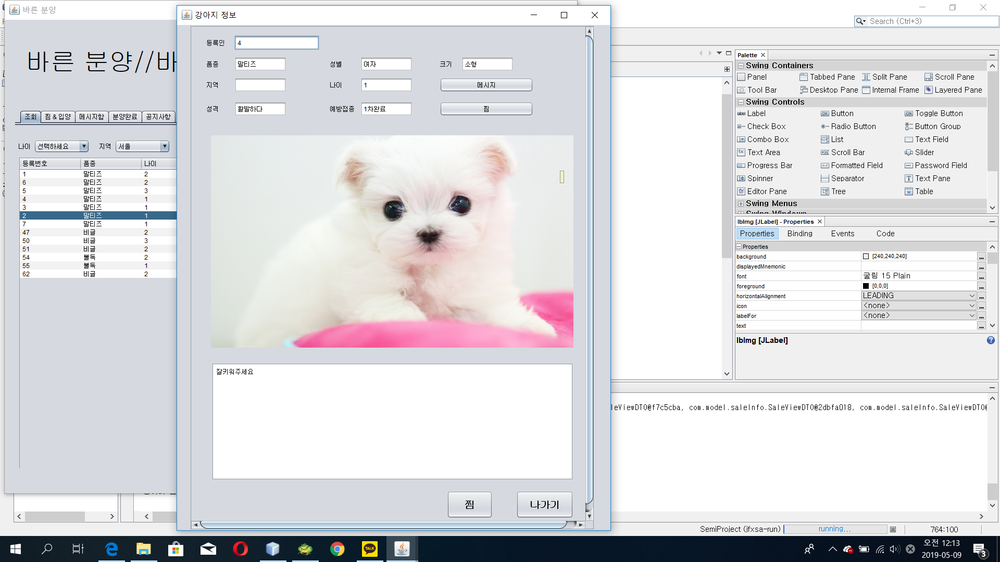 바른 분양
강아지 정보
Search (Ctrl+3)
바른 분양//바
등록인 4
품종 말티즈 성별 여자 크기 소형
지역 나이 1 메시지
성격 활발하다 예방접종 1차완료 찜
조회 찜 & 입양 메시지함 분양완료 공지사항
나이 선택하세요 지역 서울
등록번호 품종 나이
1 말티즈 2
6 말티즈 2
5 말티즈 3
4 말티즈 1
3 말티즈 1
2 말티즈 1
7 말티즈 1
47 비글 2
50 비글 3
51 비글 2
54 불독 2
55 불독 1
62 비글 2
잘키워주세요
찜 나가기
Palette
Swing Containers
Panel Tabbed Pane Split Pane Scroll Pane
Tool Bar Desktop Pane Internal Frame Layered Pane
Swing Controls
Label Button Toggle Button
Check Box Radio Button Button Group
Combo Box List Text Field
Text Area Scroll Bar Slider
Progress Bar Formatted Field Password Field
Spinner Separator Text Pane
Editor Pane Tree Table
Swing Menus
Swing Windows
lbImg [JLabel] - Properties
Properties Binding Events Code
Properties
background [240,240,240]
displayedMnemonic
font 굴림 15 Plain
foreground [0,0,0]
horizontalAlignment LEADING
icon <none>
labelFor <none>
text
lbImg [JLabel]
leViewDTO@f7c5cba, com.model.saleInfo.SaleViewDTO@2dbfa018, com.model.saleInfo.SaleViewDTO@
SemiProject (jfxsa-run) running... 764:100
TALK
오전 12:13
2019-05-09
3